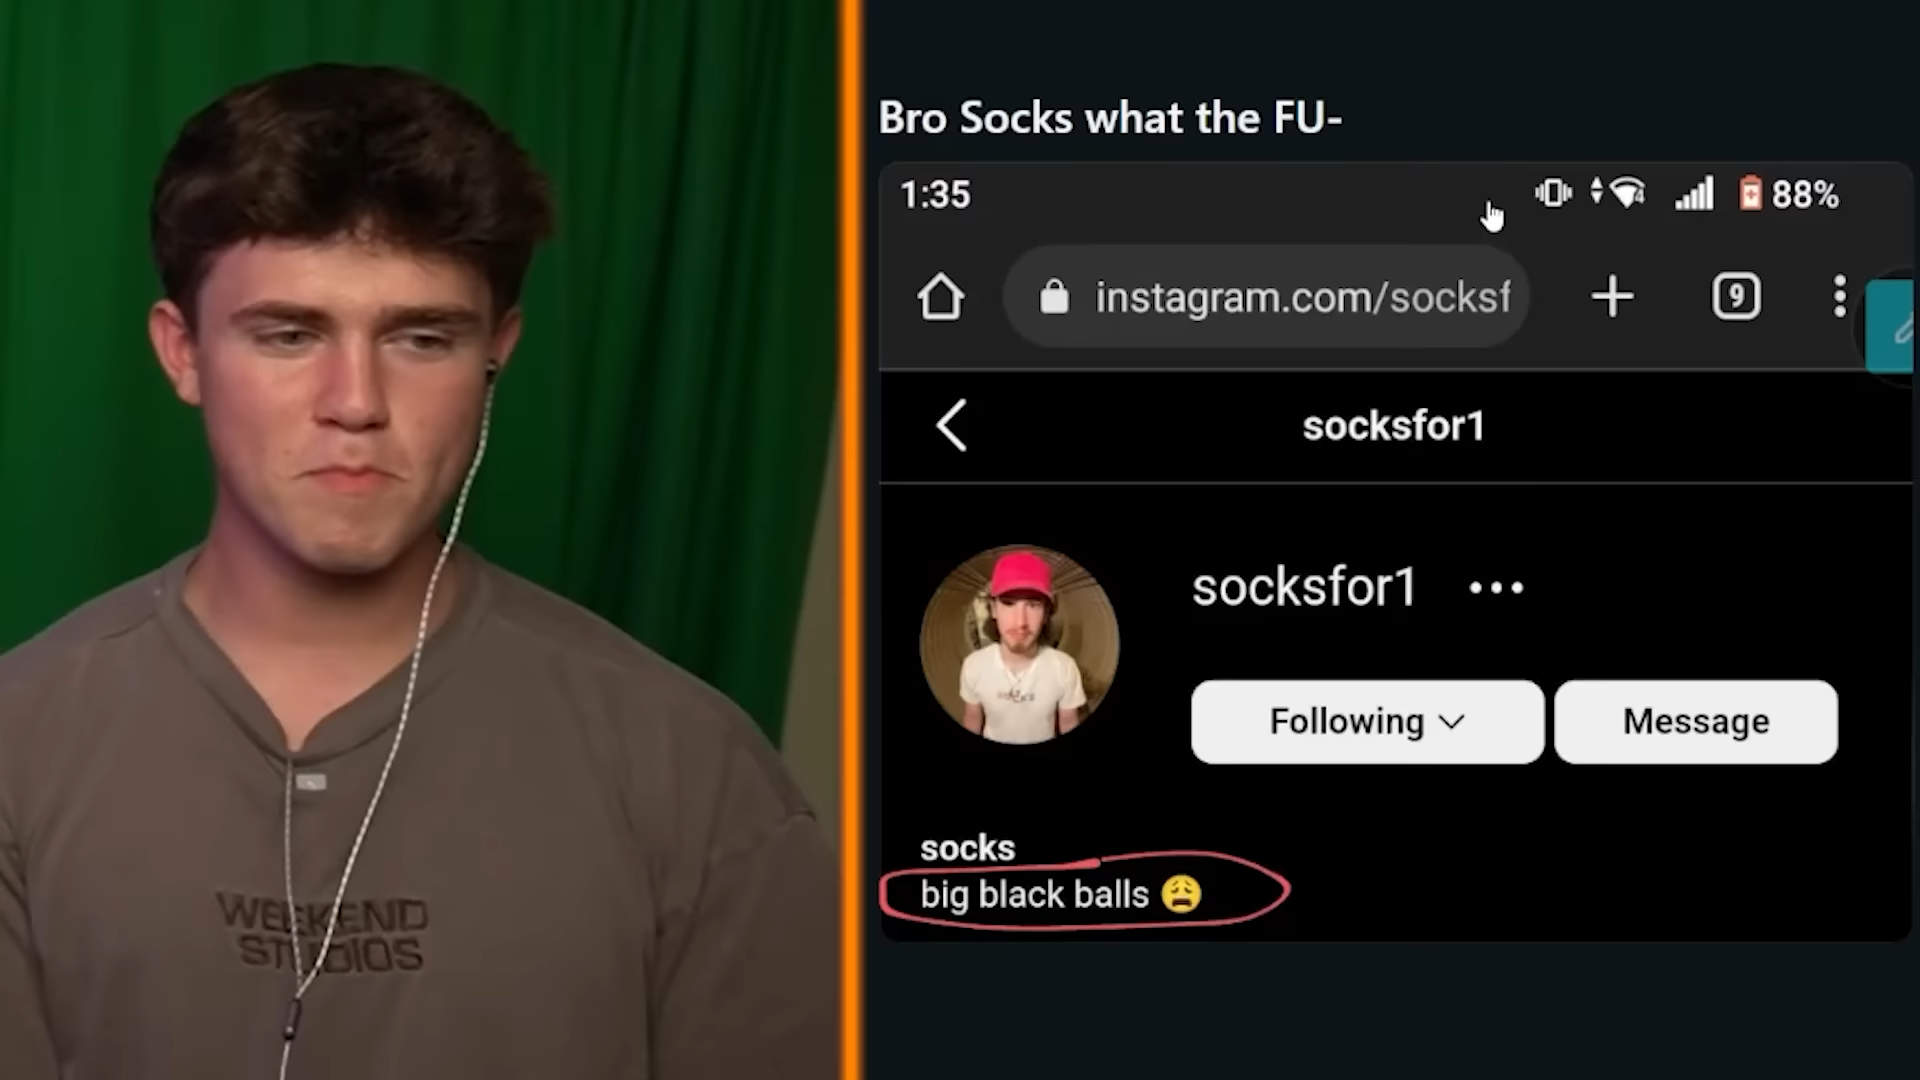 Bro Socks what the FU-
1:35
88%
instagram.com/socksf
9
socksfor1
socksfor1 •••
Following
Message
socks
big black balls 😩
WEEKEND
STUDIOS